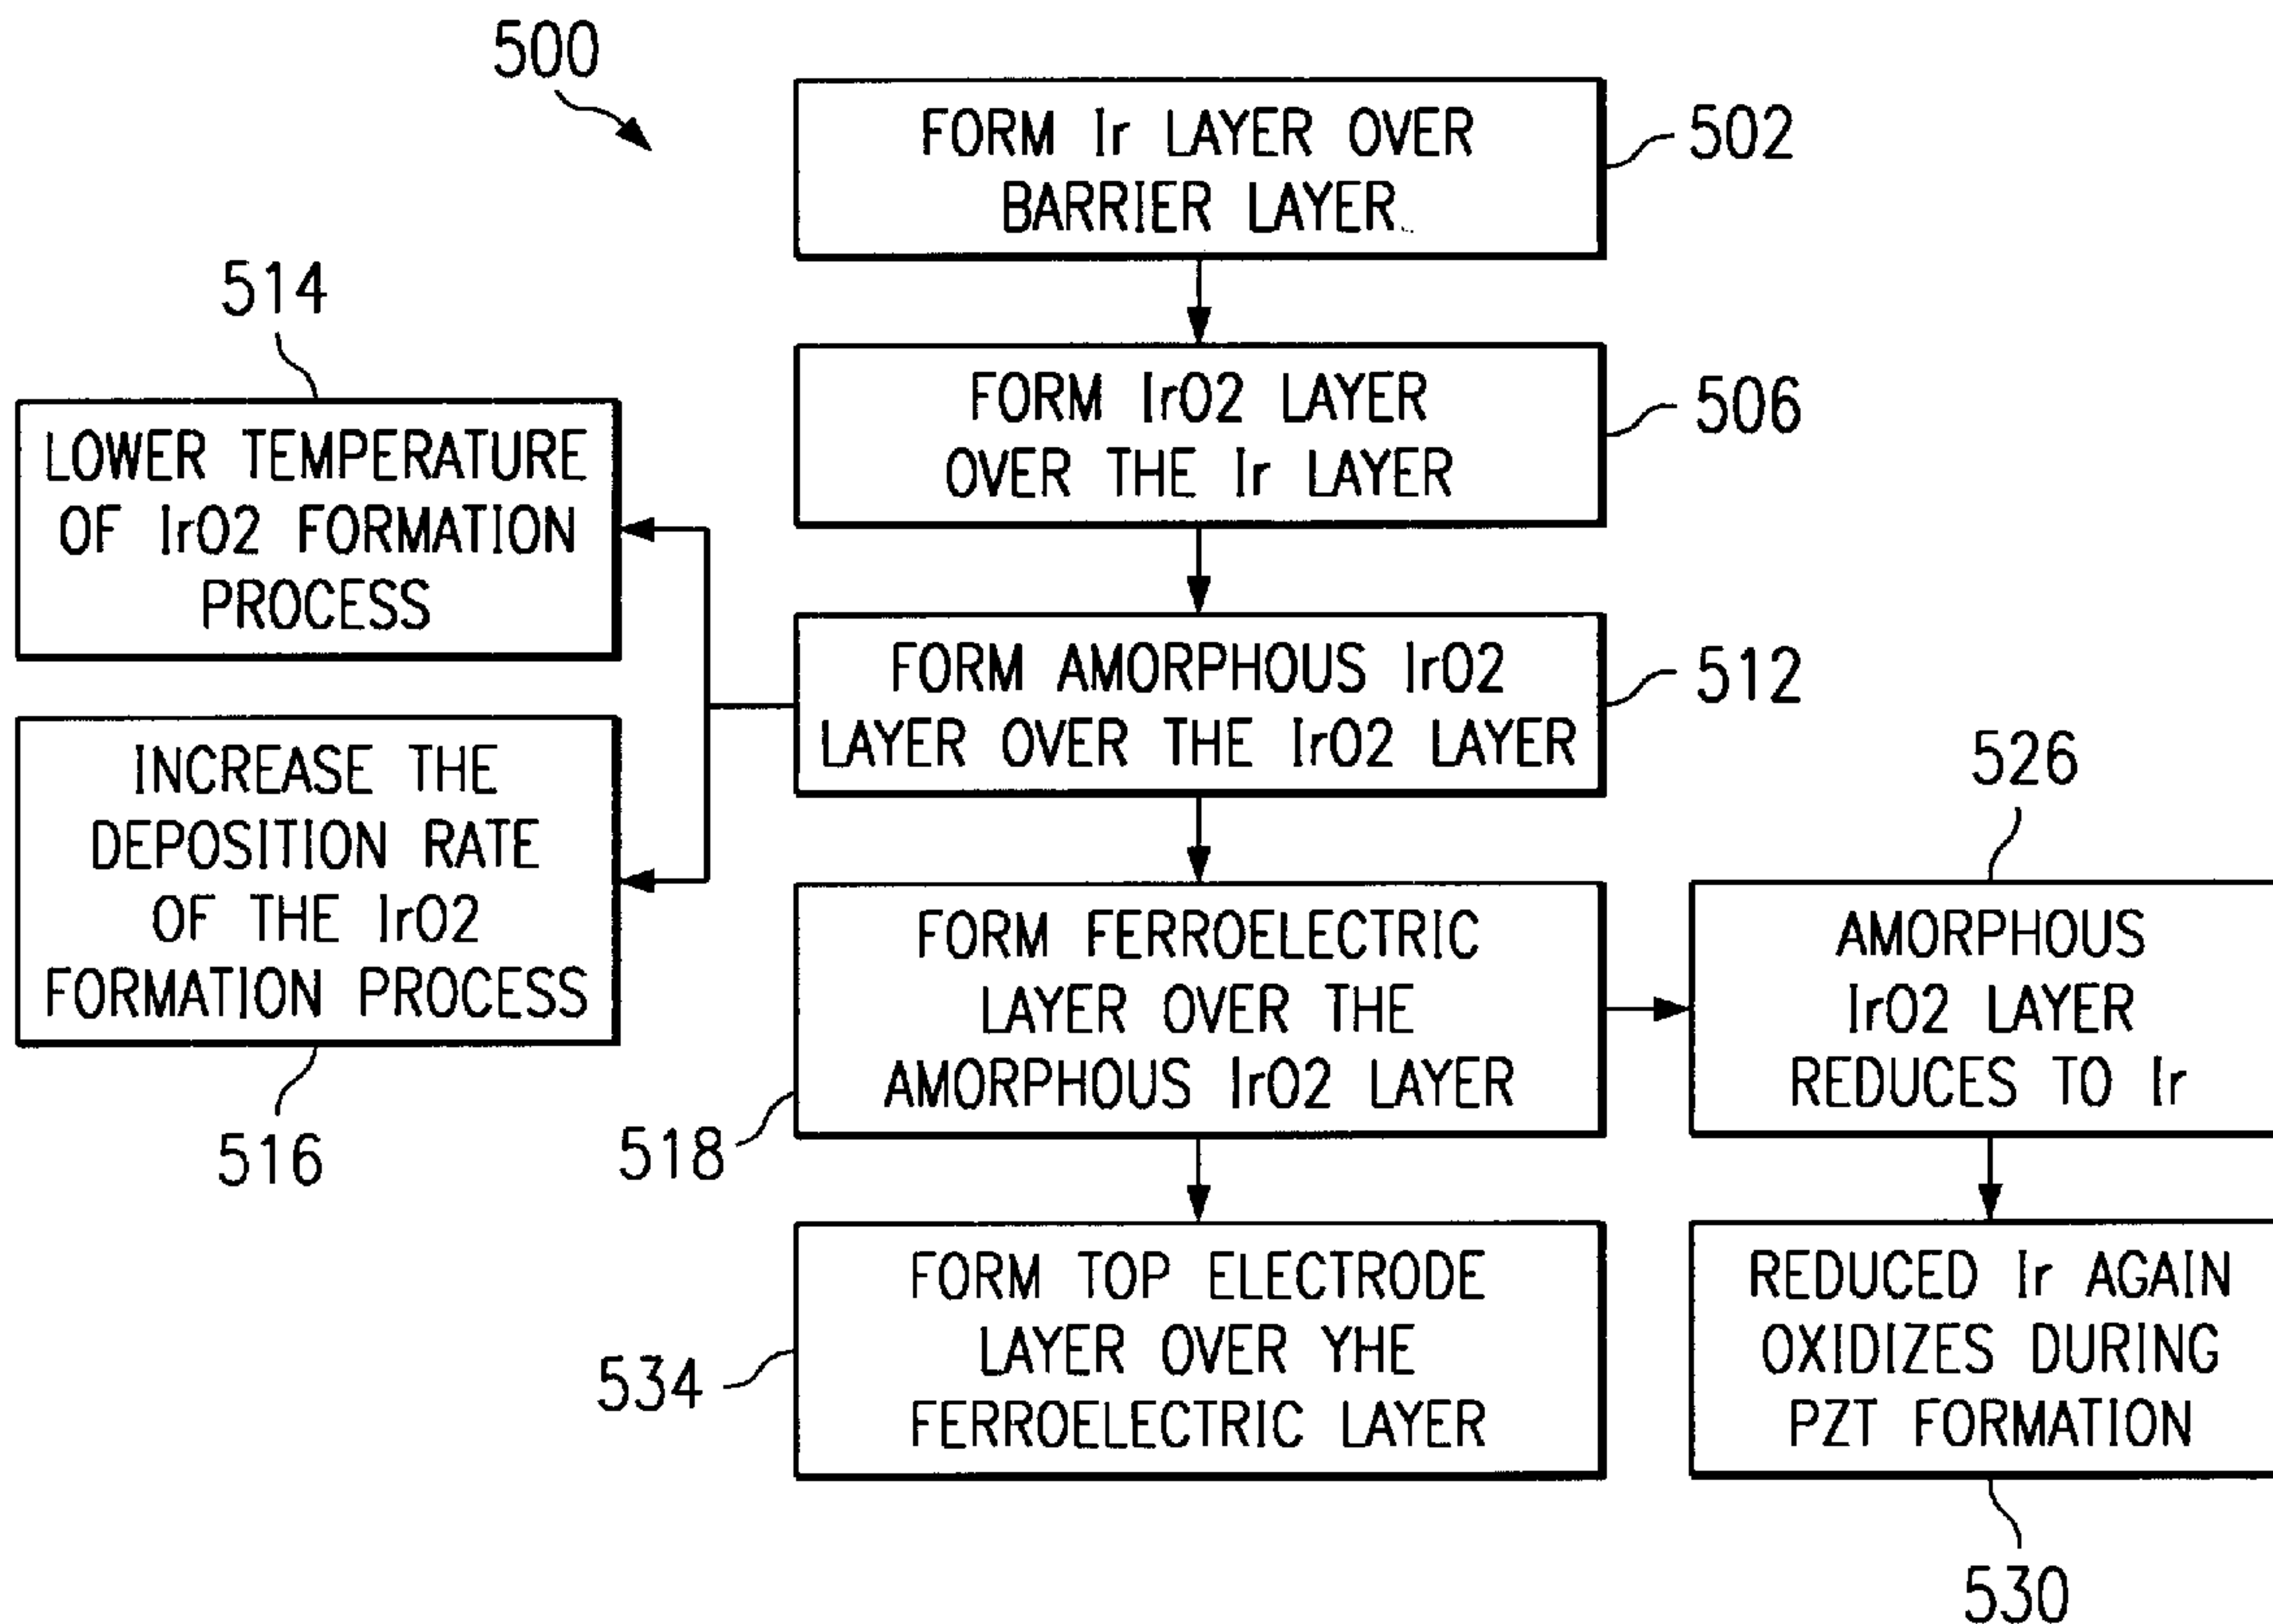 500
FORM Ir LAYER OVER
BARRIER LAYER
502
FORM IrO2 LAYER
OVER THE Ir LAYER
506
514
LOWER TEMPERATURE
OF IrO2 FORMATION
PROCESS
FORM AMORPHOUS IrO2
LAYER OVER THE IrO2 LAYER
512
INCREASE THE
DEPOSITION RATE
OF THE IrO2
FORMATION PROCESS
516
FORM FERROELECTRIC
LAYER OVER THE
AMORPHOUS IrO2 LAYER
518
526
AMORPHOUS
IrO2 LAYER
REDUCES TO Ir
FORM TOP ELECTRODE
LAYER OVER YHE
FERROELECTRIC LAYER
534
REDUCED Ir AGAIN
OXIDIZES DURING
PZT FORMATION
530